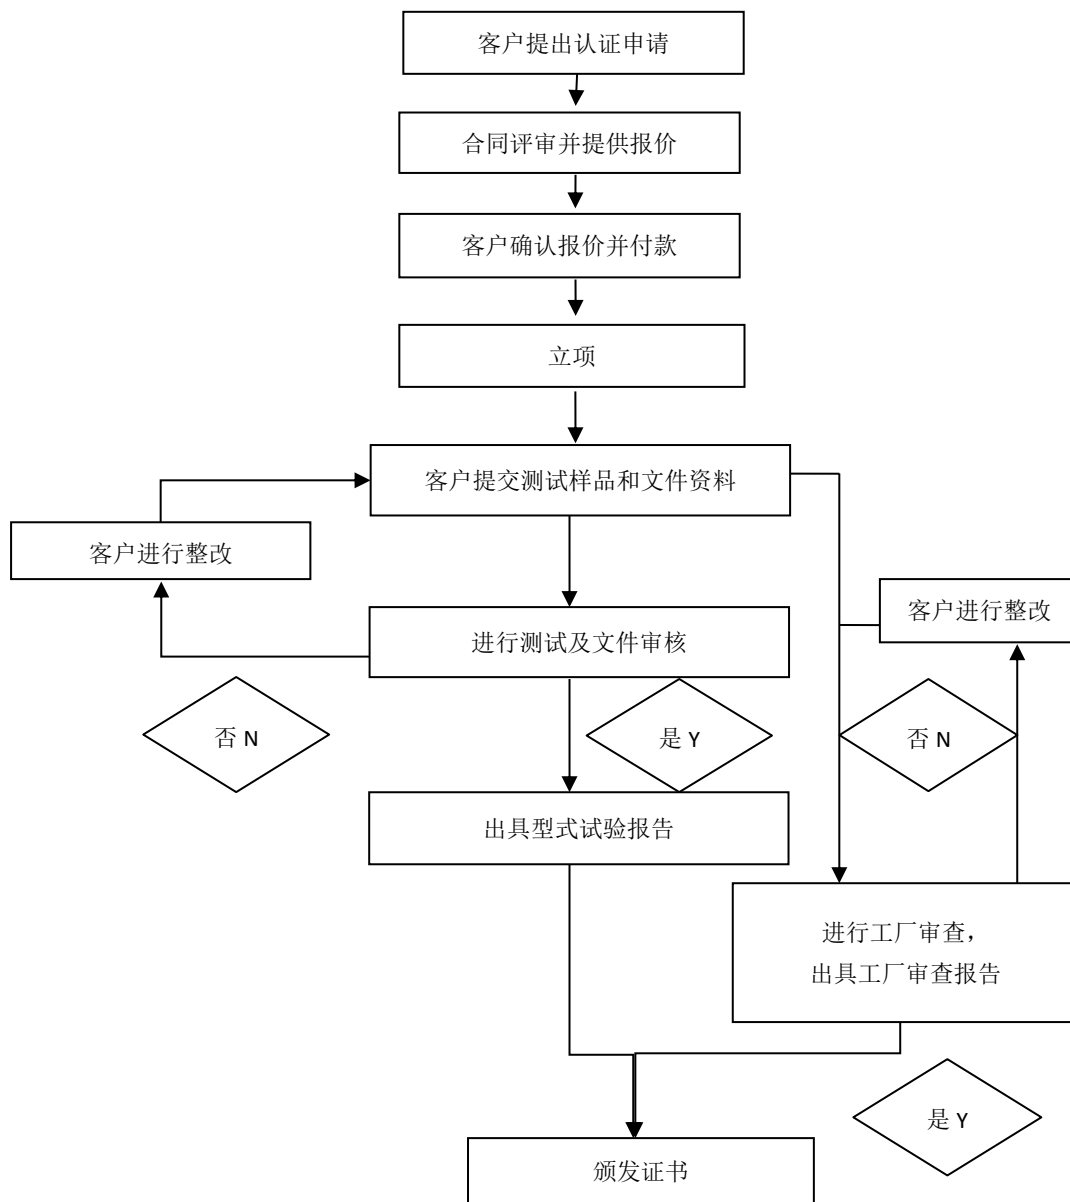 客户提出认证申请
合同评审并提供报价
客户确认报价并付款
立项
客户提交测试样品和文件资料
客户进行整改
客户进行整改
进行测试及文件审核
否 N
是 Y
否 N
出具型式试验报告
进行工厂审查，
出具工厂审查报告
是 Y
颁发证书